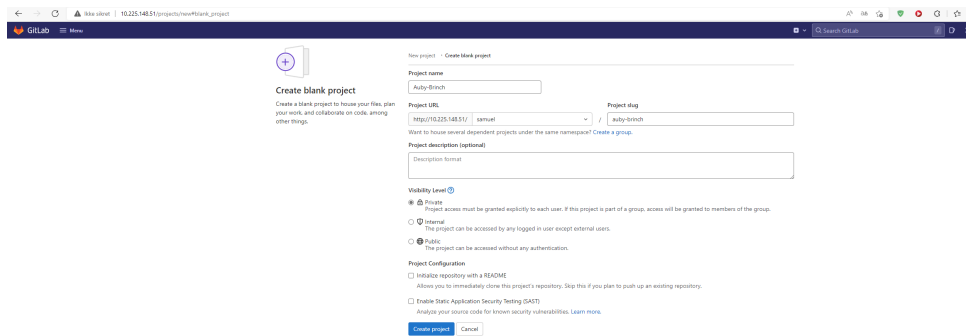 Ikke sikret | 10.225.148.51/projects/new#blank_project
GitLab Menu
Search GitLab
New project › Create blank project
Create blank project
Create a blank project to house your files, plan
your work, and collaborate on code, among
other things.
Project name
Auby-Brinch
Project URL
Project slug
http://10.225.148.51/ samuel / auby-brinch
Want to house several dependent projects under the same namespace? Create a group.
Project description (optional)
Description format
Visibility Level
Private
Project access must be granted explicitly to each user. If this project is part of a group, access will be granted to members of the group.
Internal
The project can be accessed by any logged in user except external users.
Public
The project can be accessed without any authentication.
Project Configuration
Initialize repository with a README
Allows you to immediately clone this project's repository. Skip this if you plan to push up an existing repository.
Enable Static Application Security Testing (SAST)
Analyze your source code for known security vulnerabilities. Learn more.
Create project Cancel